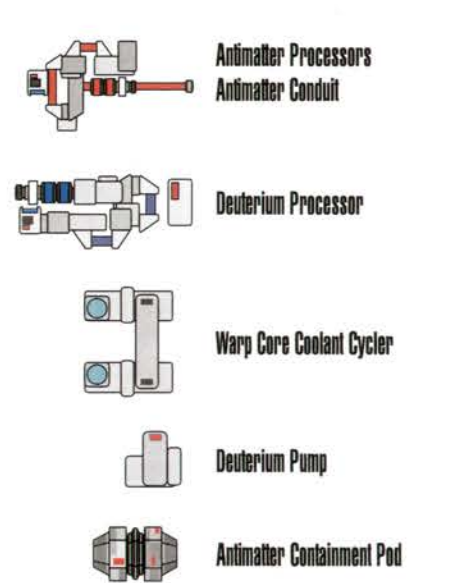 Antimatter Processors
Antimatter Conduit
Deuterium Processor
Warp Core Coolant Cycler
Deuterium Pump
Antimatter Containment Pod